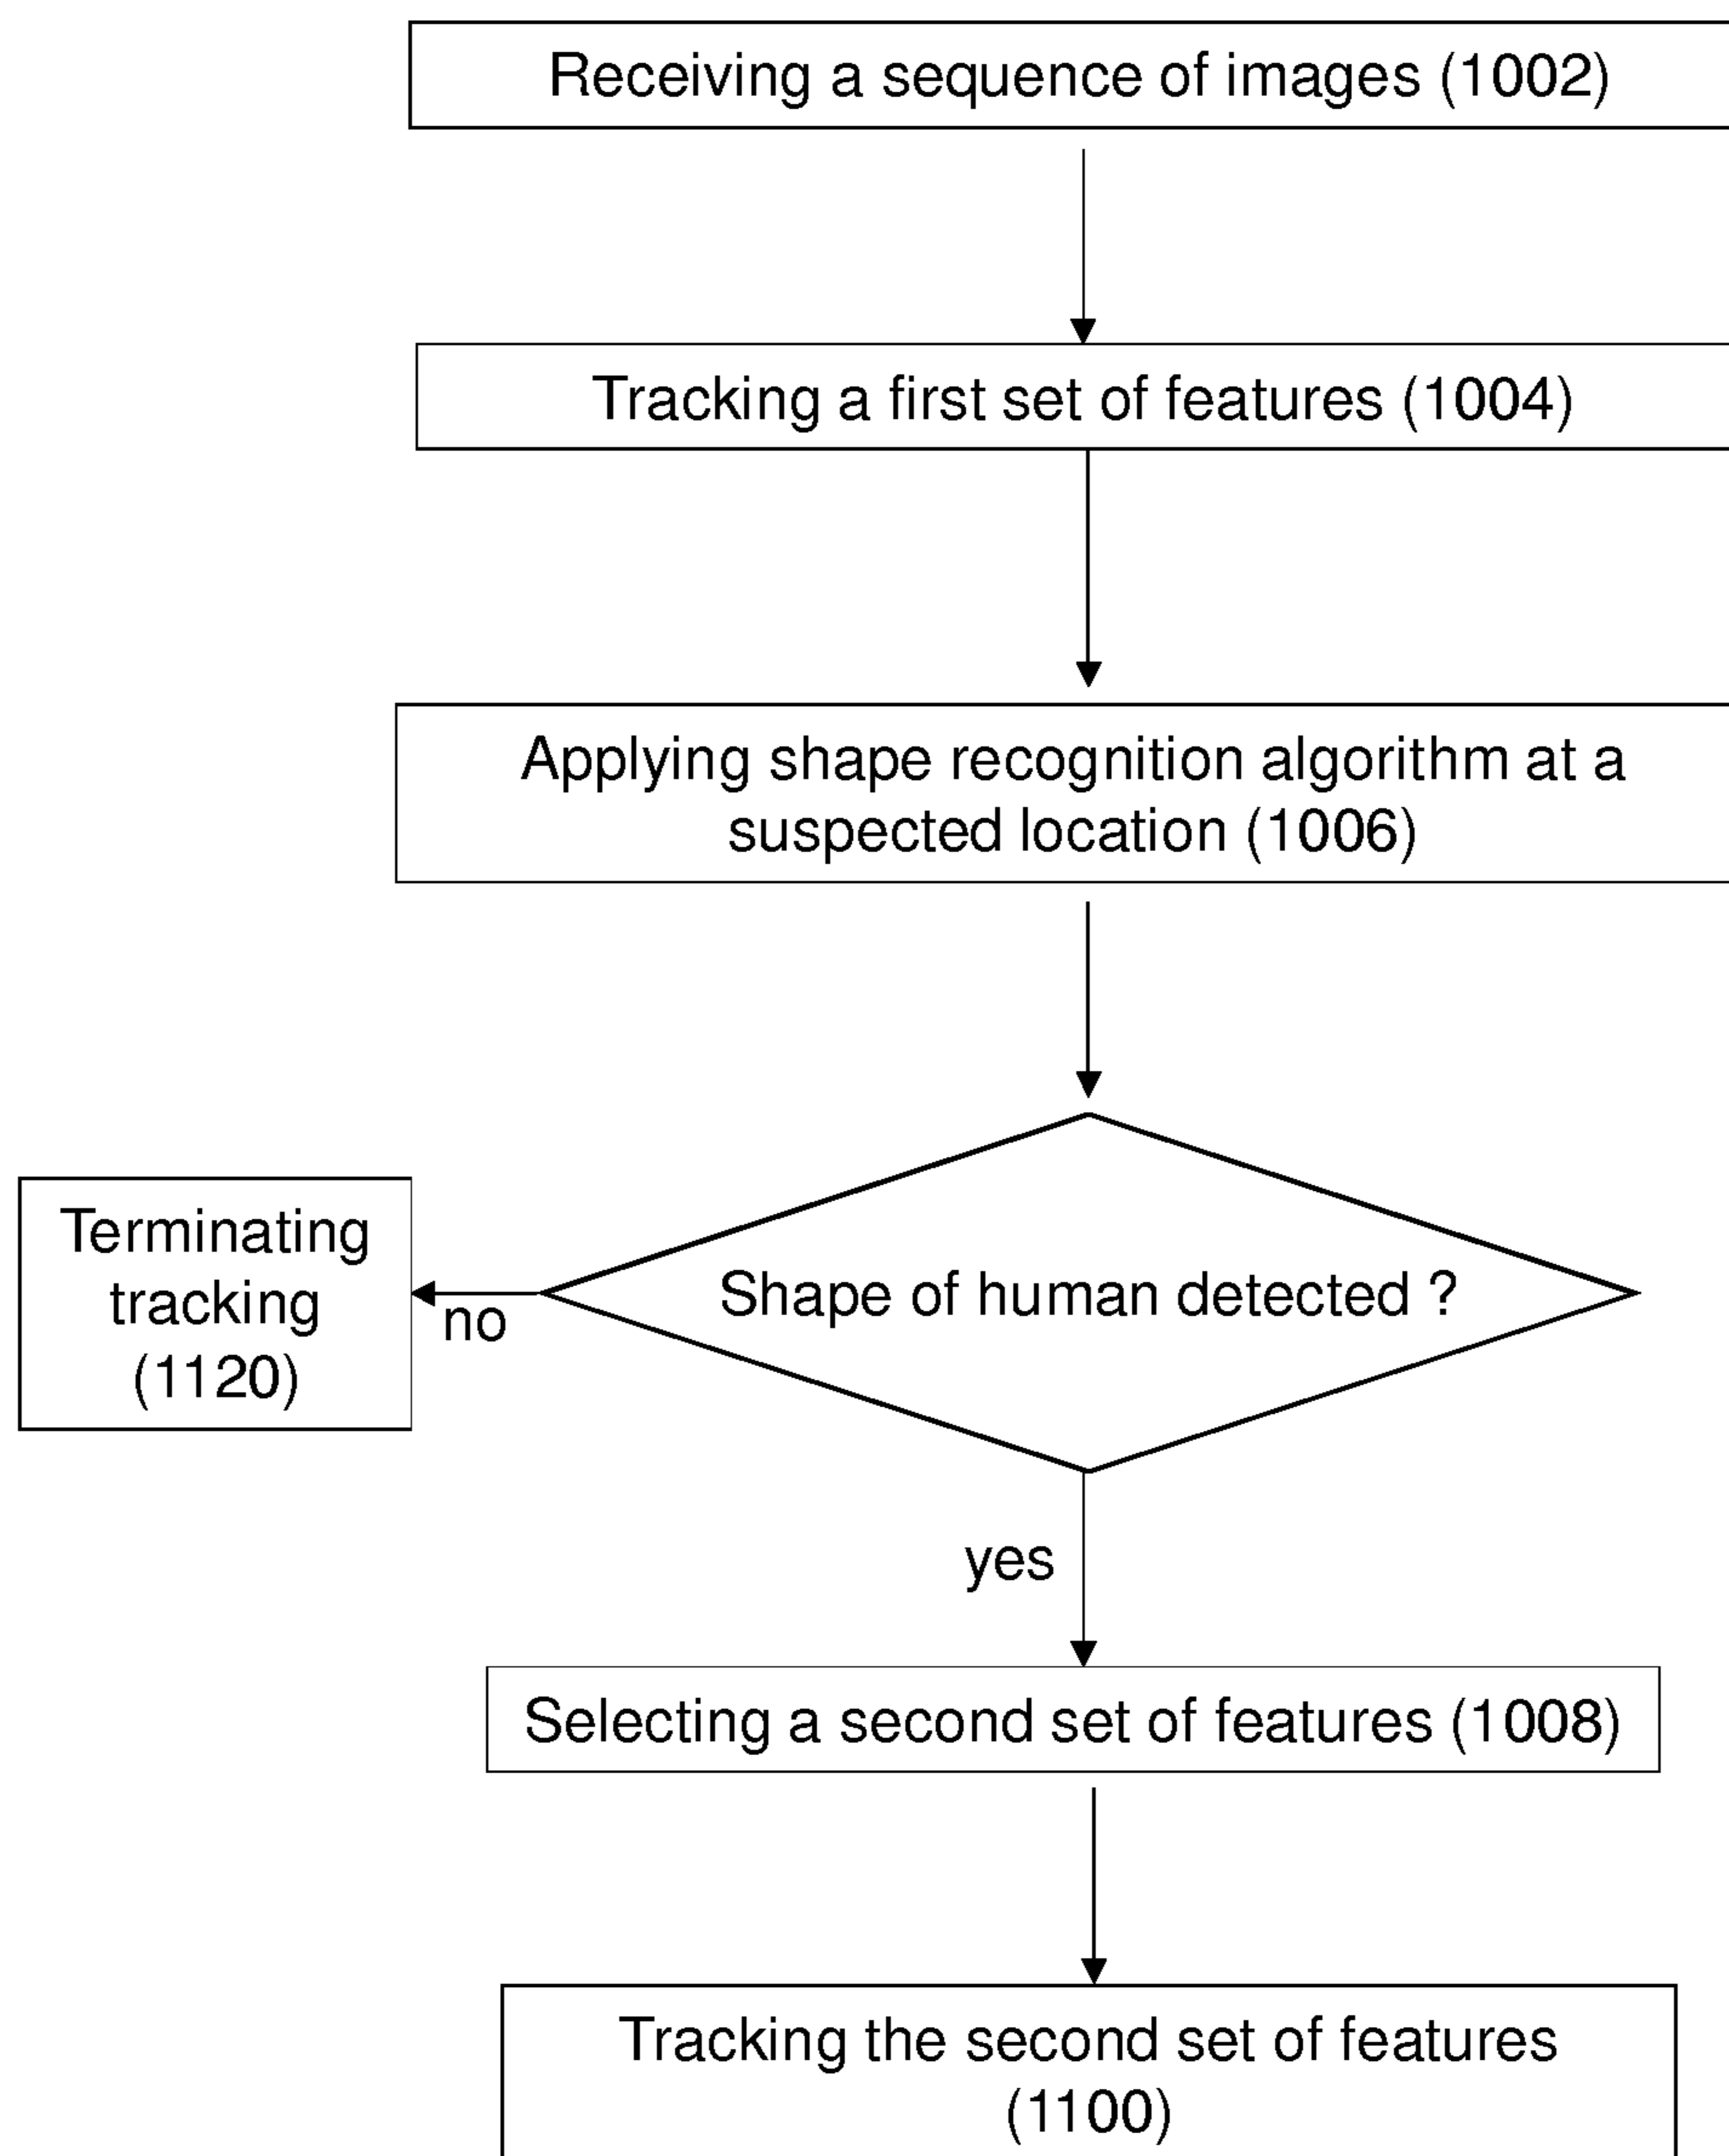 Receiving a sequence of images (1002)
Tracking a first set of features (1004)
Applying shape recognition algorithm at a
suspected location (1006)
Shape of human detected ?
Terminating
tracking
(1120)
no
yes
Selecting a second set of features (1008)
Tracking the second set of features
(1100)